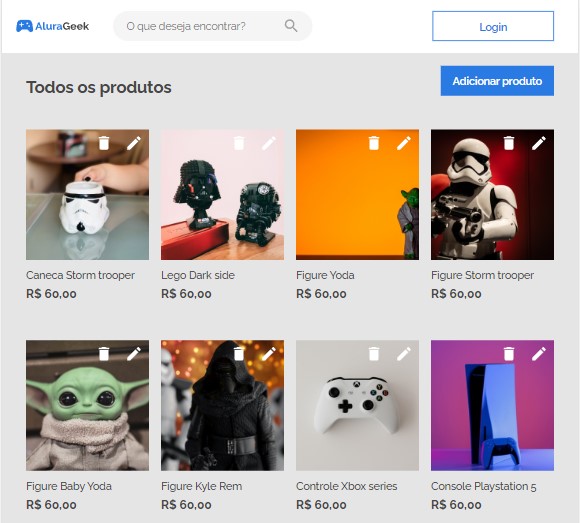 AluraGeek
O que deseja encontrar?
Login
Todos os produtos
Adicionar produto
Caneca Storm trooper
R$ 60,00
Lego Dark side
R$ 60,00
Figure Yoda
R$ 60,00
Figure Storm trooper
R$ 60,00
Figure Baby Yoda
R$ 60,00
Figure Kyle Rem
R$ 60,00
Controle Xbox series
R$ 60,00
Console Playstation 5
R$ 60,00